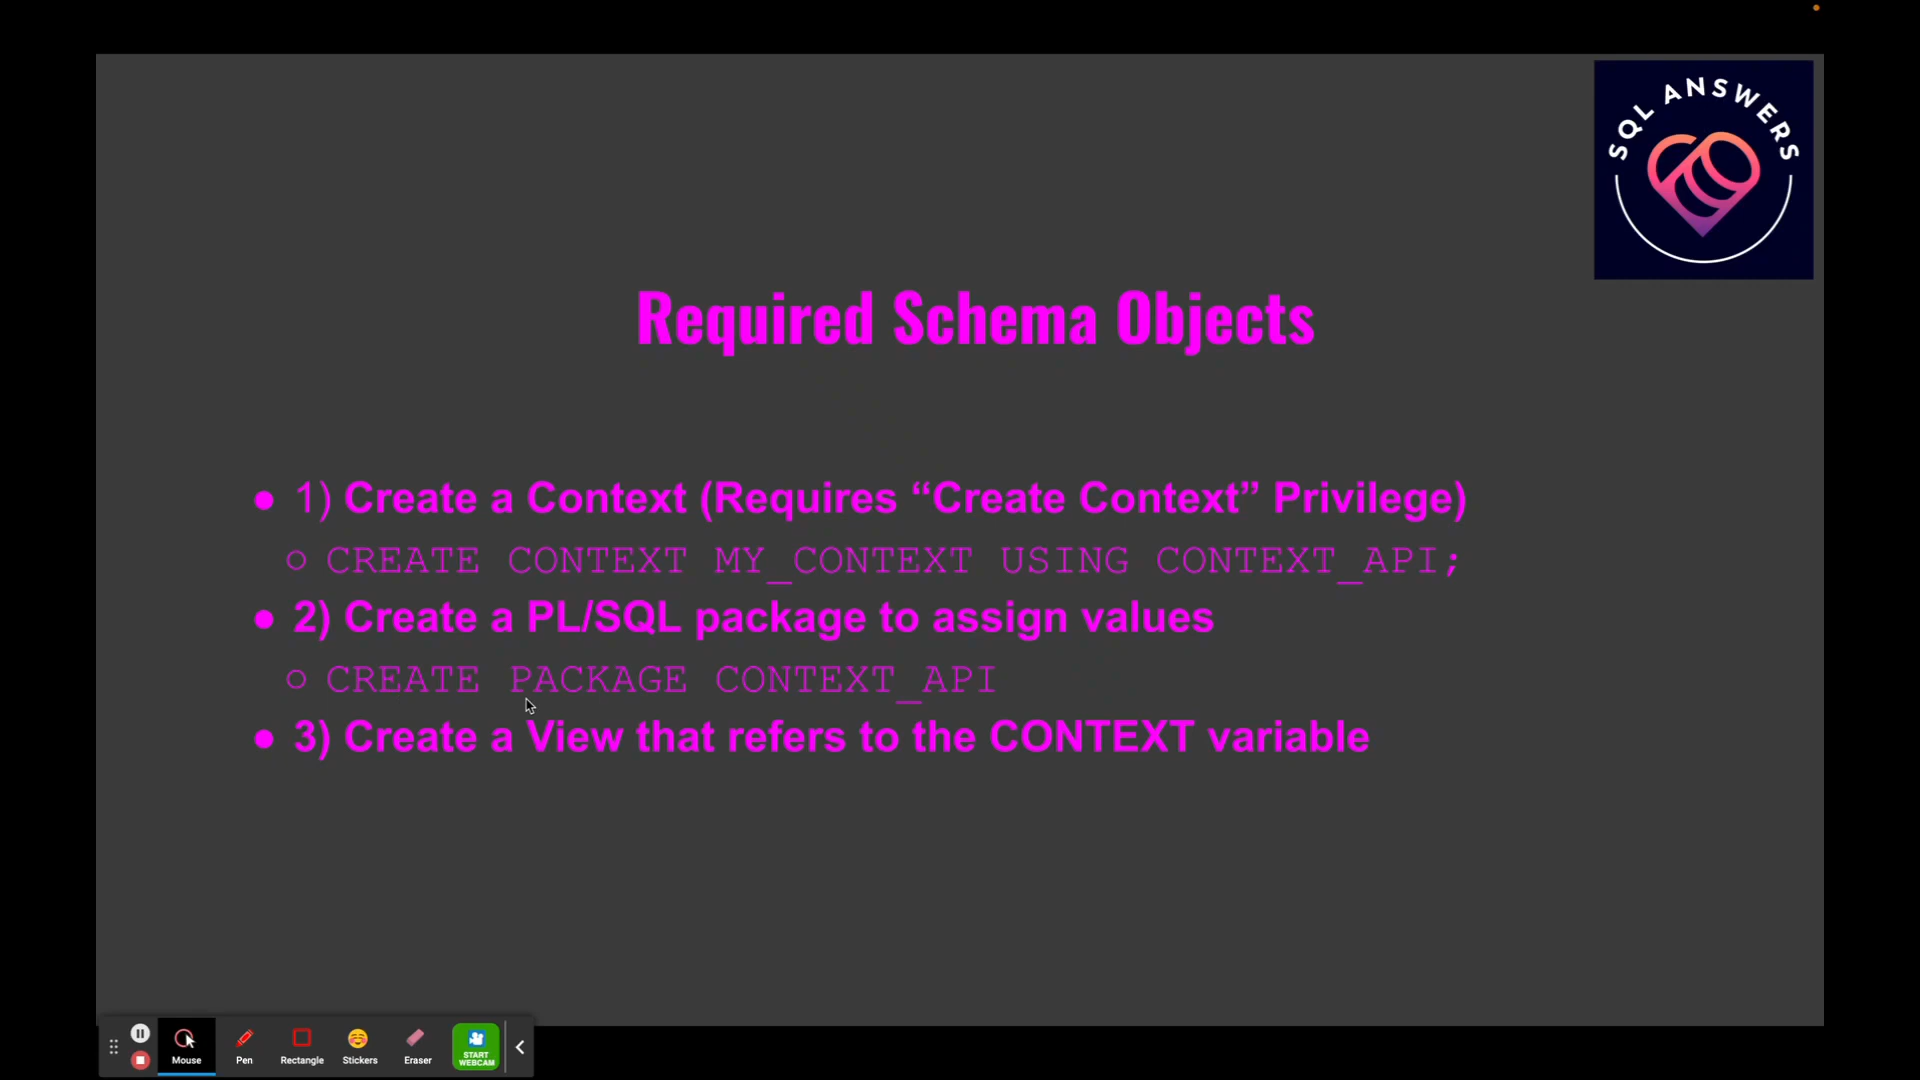 SQL ANSWERS
Required Schema Objects
● 1) Create a Context (Requires “Create Context” Privilege)
○ CREATE CONTEXT MY_CONTEXT USING CONTEXT_API;
● 2) Create a PL/SQL package to assign values
○ CREATE PACKAGE CONTEXT_API
● 3) Create a View that refers to the CONTEXT variable
Mouse Pen Rectangle Stickers Eraser START WEBCAM